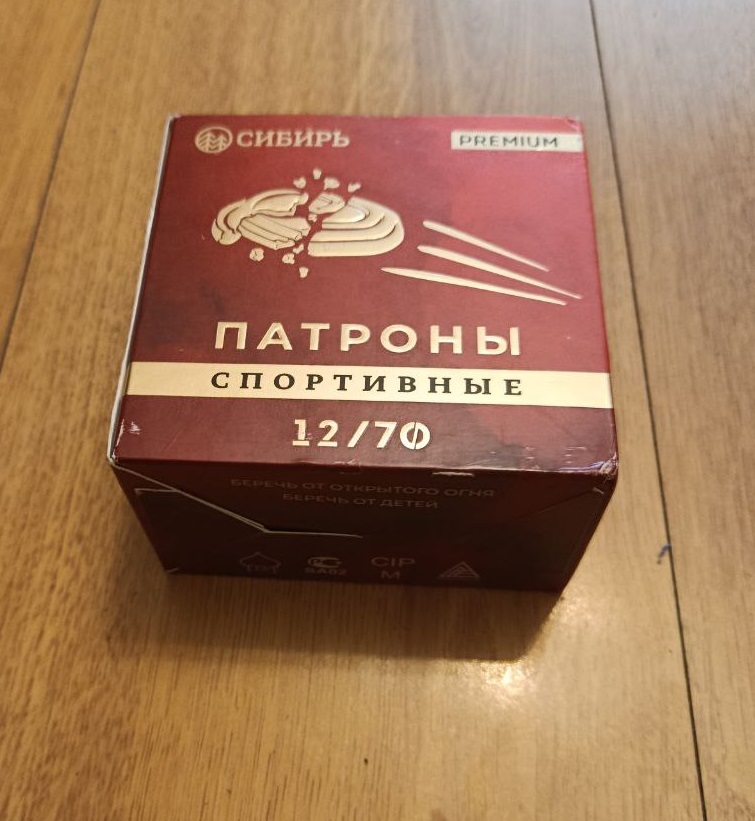 СИБИРЬ
PREMIUM
ПАТРОНЫ
СПОРТИВНЫЕ
12/70
БЕРЕЧЬ ОТ ОТКРЫТОГО ОГНЯ
БЕРЕЧЬ ОТ ДЕТЕЙ
CIP
M